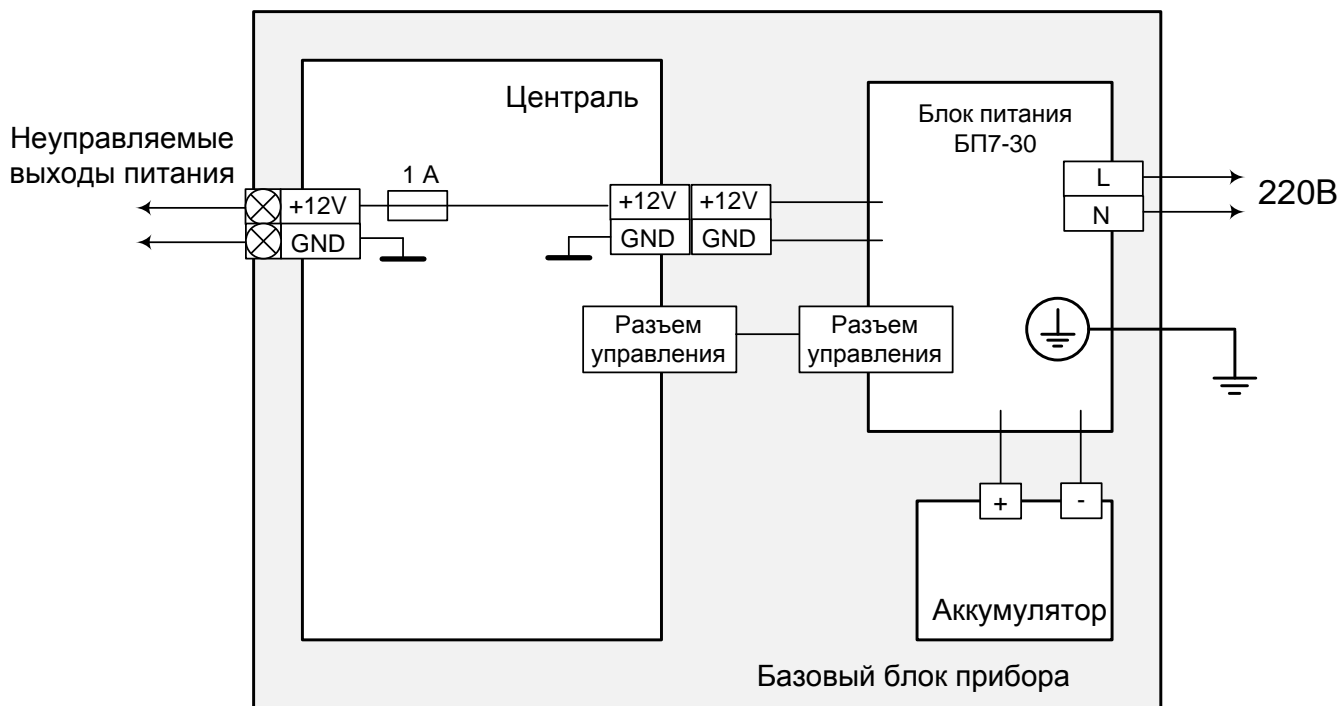 Централь
Блок питания
БП7-30
Неуправляемые
выходы питания
1 А
+12V
GND
+12V
GND
+12V
GND
L
N
220В
Разъем
управления
Разъем
управления
+
-
Аккумулятор
Базовый блок прибора